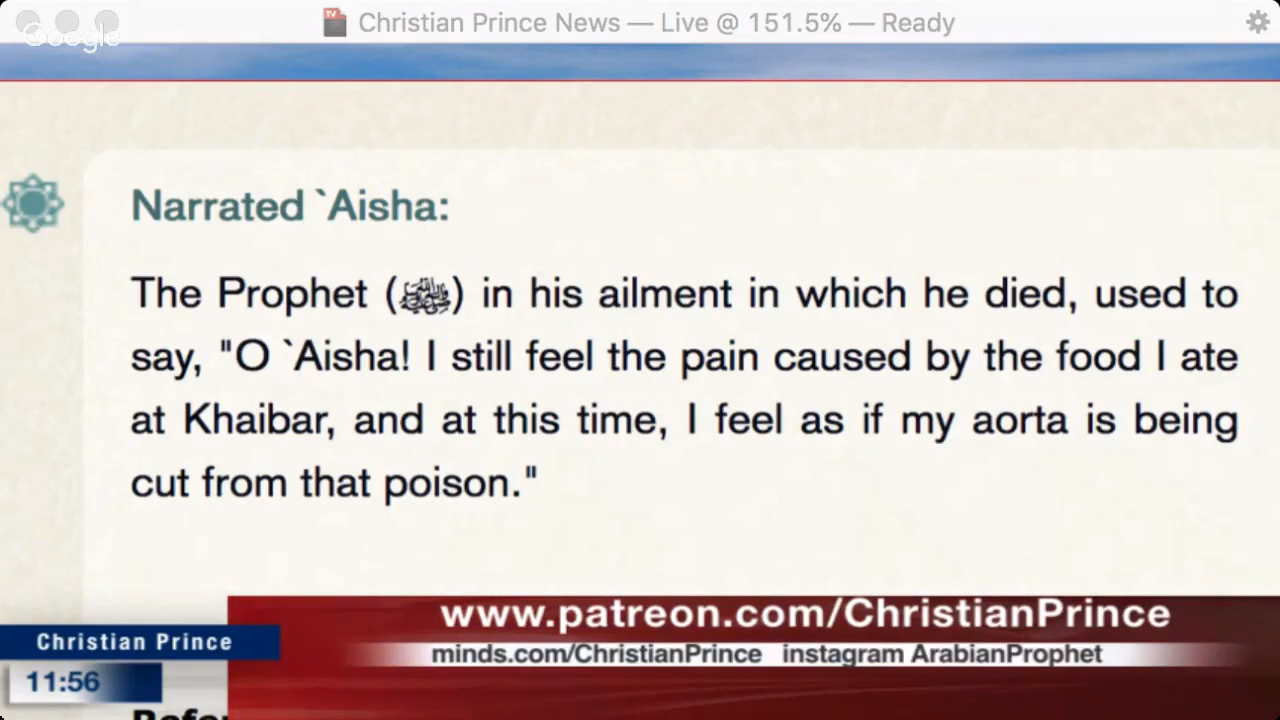 Christian Prince News — Live @ 151.5% — Ready
Google
Narrated `Aisha:
The Prophet (ﷺ) in his ailment in which he died, used to
say, "O `Aisha! I still feel the pain caused by the food I ate
at Khaibar, and at this time, I feel as if my aorta is being
cut from that poison."
www.patreon.com/ChristianPrince
Christian Prince
minds.com/ChristianPrince instagram ArabianProphet
11:56